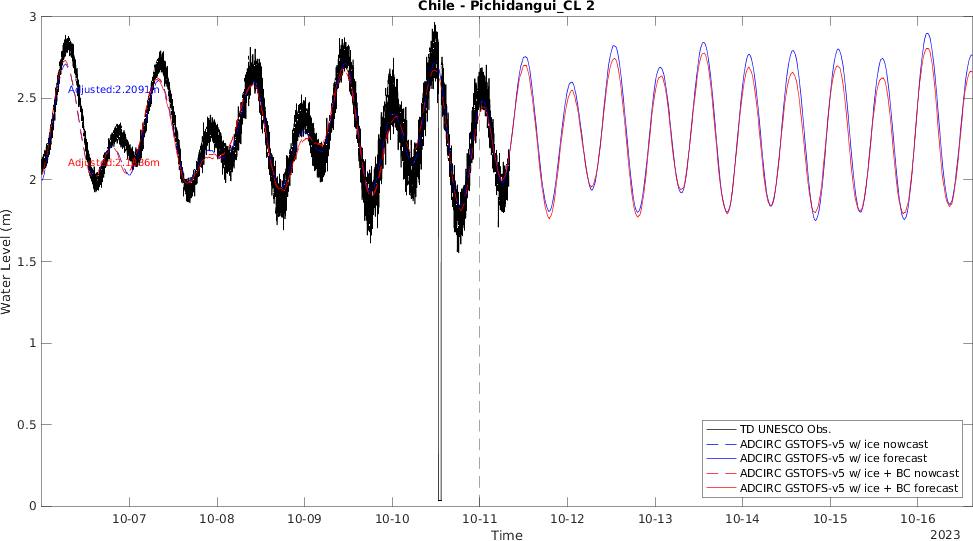 Chile - Pichidangui_CL 2
3
2.5
2
1.5
1
0.5
0
Water Level (m)
Adjusted:2.2091m
TD UNESCO Obs.
ADCIRC GSTOFS-v5 w/ ice nowcast
ADCIRC GSTOFS-v5 w/ ice forecast
ADCIRC GSTOFS-v5 w/ ice + BC nowcast
ADCIRC GSTOFS-v5 w/ ice + BC forecast
10-07 10-08 10-09 10-10 10-11 10-12 10-13 10-14 10-15 10-16
Time
2023